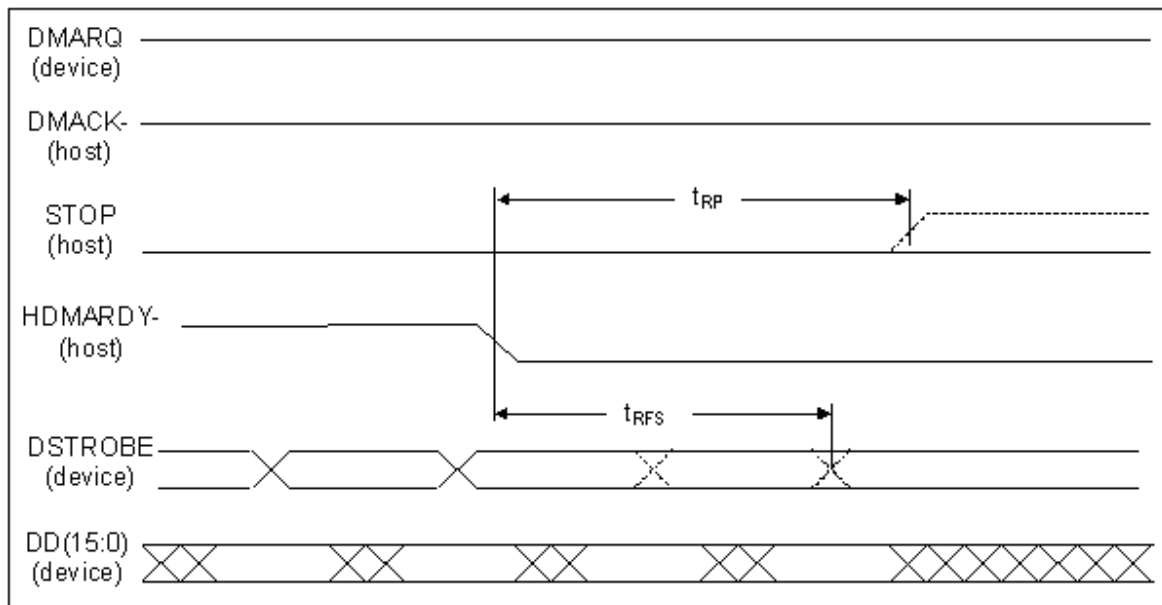 DMARQ
(device)
DMACK-
(host)
tRP
STOP
(host)
HDMARDY-
(host)
tRFS
DSTROBE
(device)
DD(15:0)
(device)